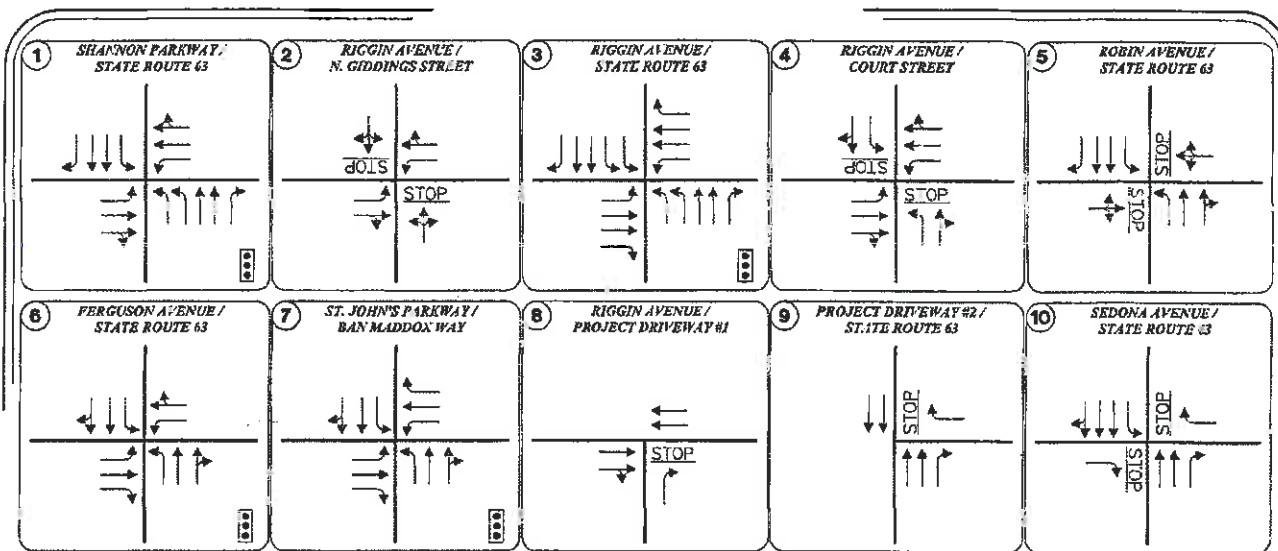 1
SHANNON PARKWAY /
STATE ROUTE 63
2
RIGGIN AVENUE /
N. GIDDINGS STREET
STOP
STOP
3
RIGGIN AVENUE /
STATE ROUTE 63
4
RIGGIN AVENUE /
COURT STREET
STOP
STOP
5
ROBIN AVENUE /
STATE ROUTE 63
STOP
STOP
6
FERGUSON AVENUE /
STATE ROUTE 63
7
ST. JOHN'S PARKWAY /
BAN MADDOX WAY
8
RIGGIN AVENUE /
PROJECT DRIVEWAY #1
STOP
9
PROJECT DRIVEWAY #2 /
STATE ROUTE 63
STOP
10
SEDONA AVENUE /
STATE ROUTE 63
STOP
STOP